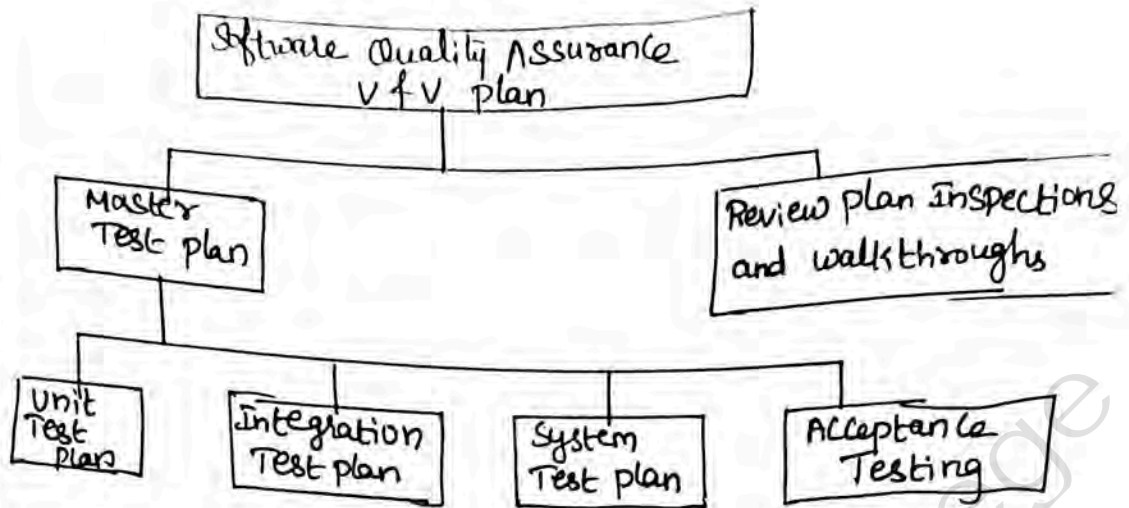 Software Quality Assurance
V & V plan
Master
Test plan
Review plan Inspections
and walkthroughs
Unit
Test
plan
Integration
Test plan
System
Test plan
Acceptance
Testing